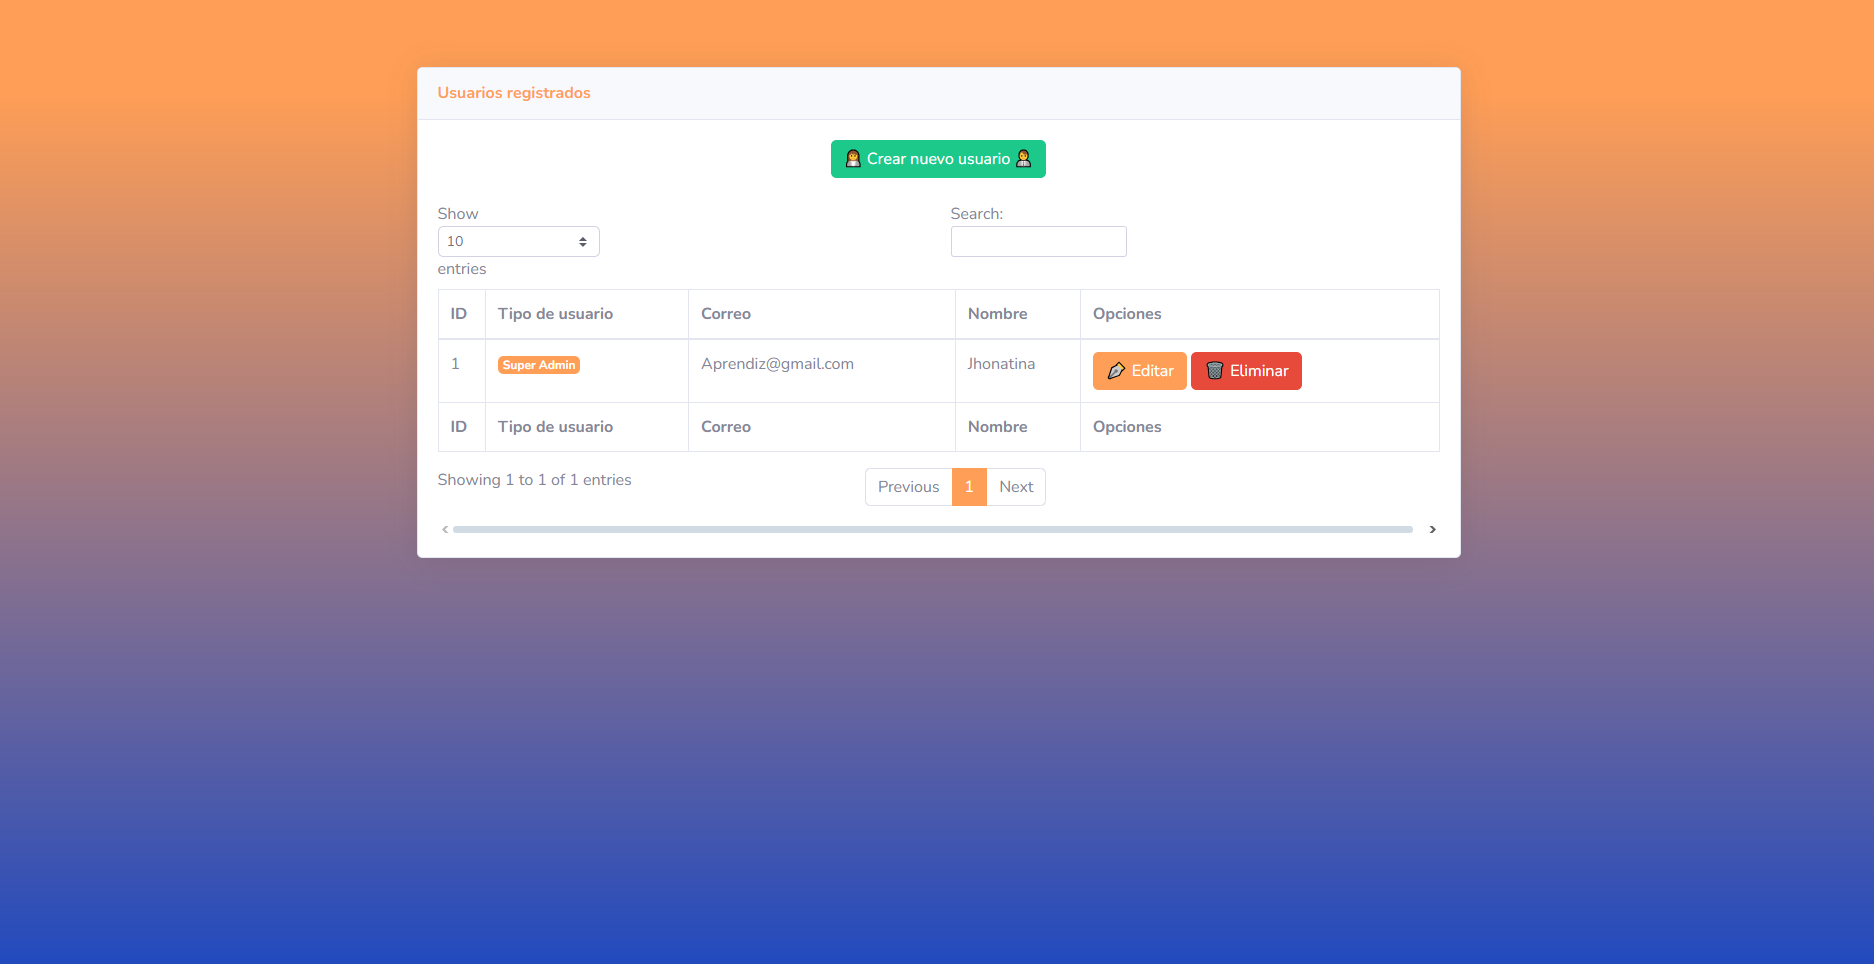 Usuarios registrados
Crear nuevo usuario
Show
Search:
10
entries
ID Tipo de usuario Correo Nombre Opciones
1 Super Admin Aprendiz@gmail.com Jhonatina Editar Eliminar
ID Tipo de usuario Correo Nombre Opciones
Showing 1 to 1 of 1 entries
Previous 1 Next